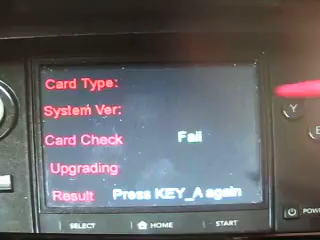 Card Type:
System Ver:
Card Check Fail
Upgrading
Result Press KEY_A again
Y
SELECT HOME START
POWER